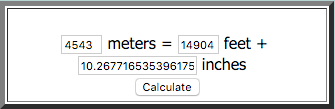 4543 meters = 14904 feet +
10.267716535396175 inches
Calculate